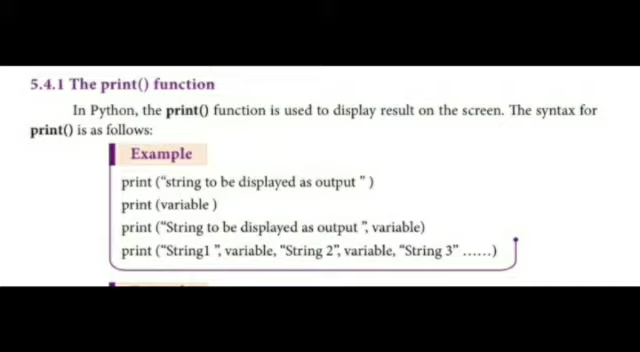 5.4.1 The print() function
In Python, the print() function is used to display result on the screen. The syntax for
print() is as follows:
Example
print (“string to be displayed as output ” )
print (variable )
print (“String to be displayed as output ”, variable)
print (“String1 ”, variable, “String 2”, variable, “String 3” ……)